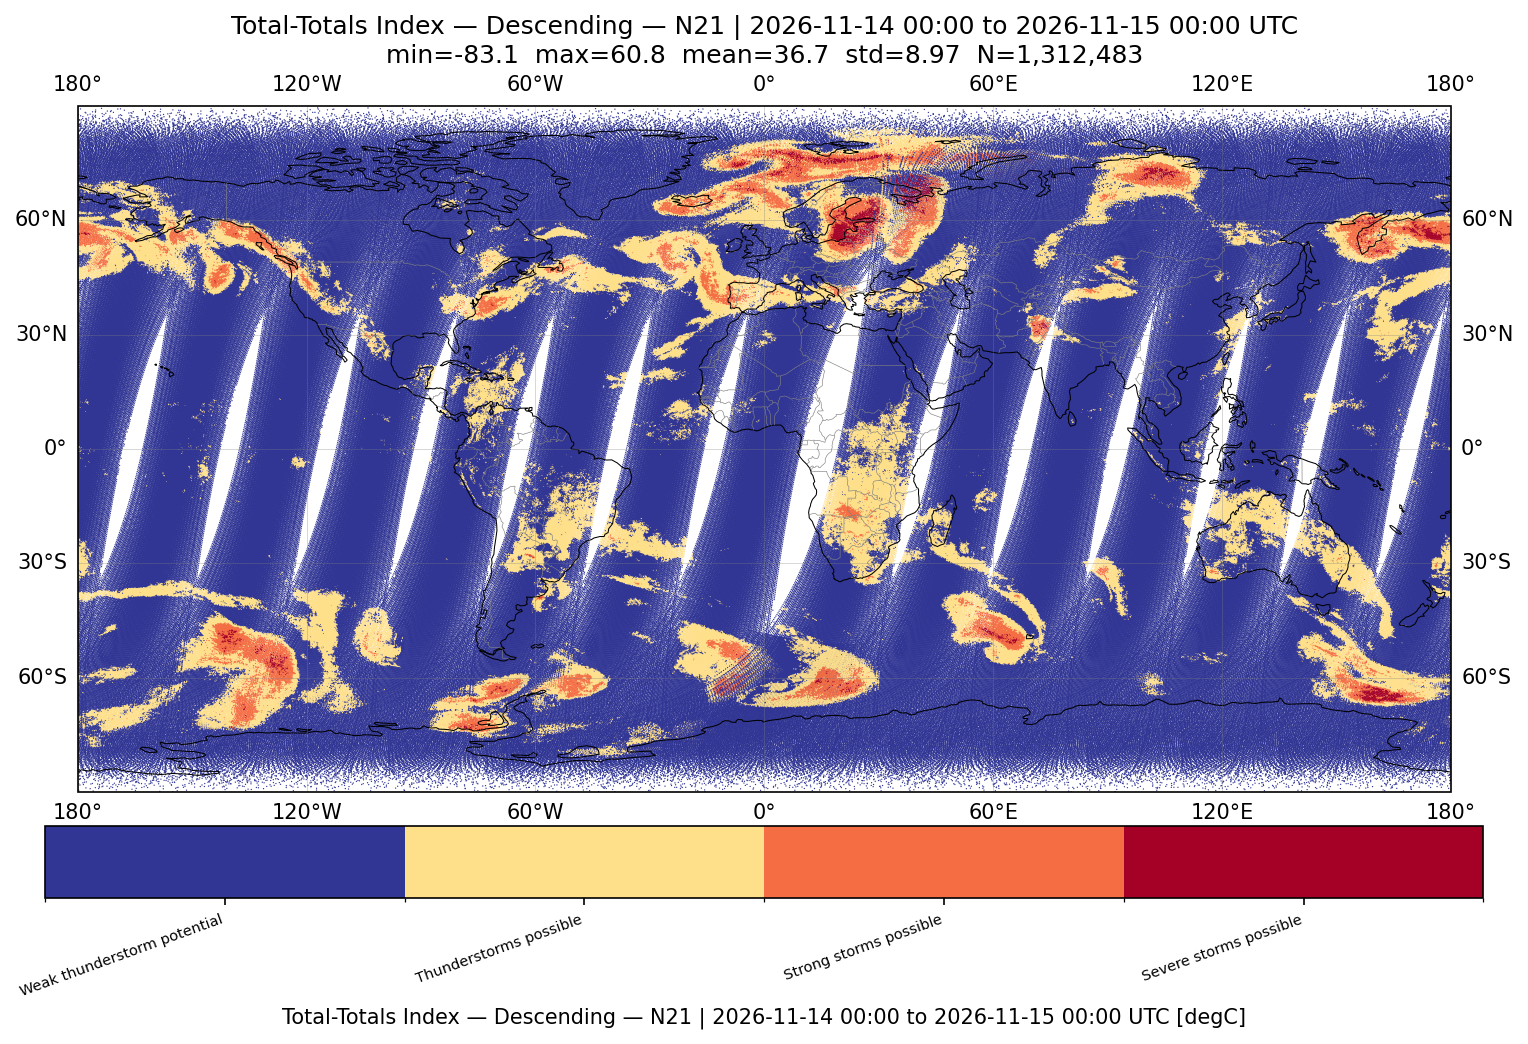 Total-Totals Index — Descending — N21 | 2026-11-14 00:00 to 2026-11-15 00:00 UTC
min=-83.1  max=60.8  mean=36.7  std=8.97  N=1,312,483
180° 120°W 60°W 0° 60°E 120°E 180°
60°N 60°N
30°N 30°N
0° 0°
30°S 30°S
60°S 60°S
180° 120°W 60°W 0° 60°E 120°E 180°
Weak thunderstorm potential
Thunderstorms possible
Strong storms possible
Severe storms possible
Total-Totals Index — Descending — N21 | 2026-11-14 00:00 to 2026-11-15 00:00 UTC [degC]